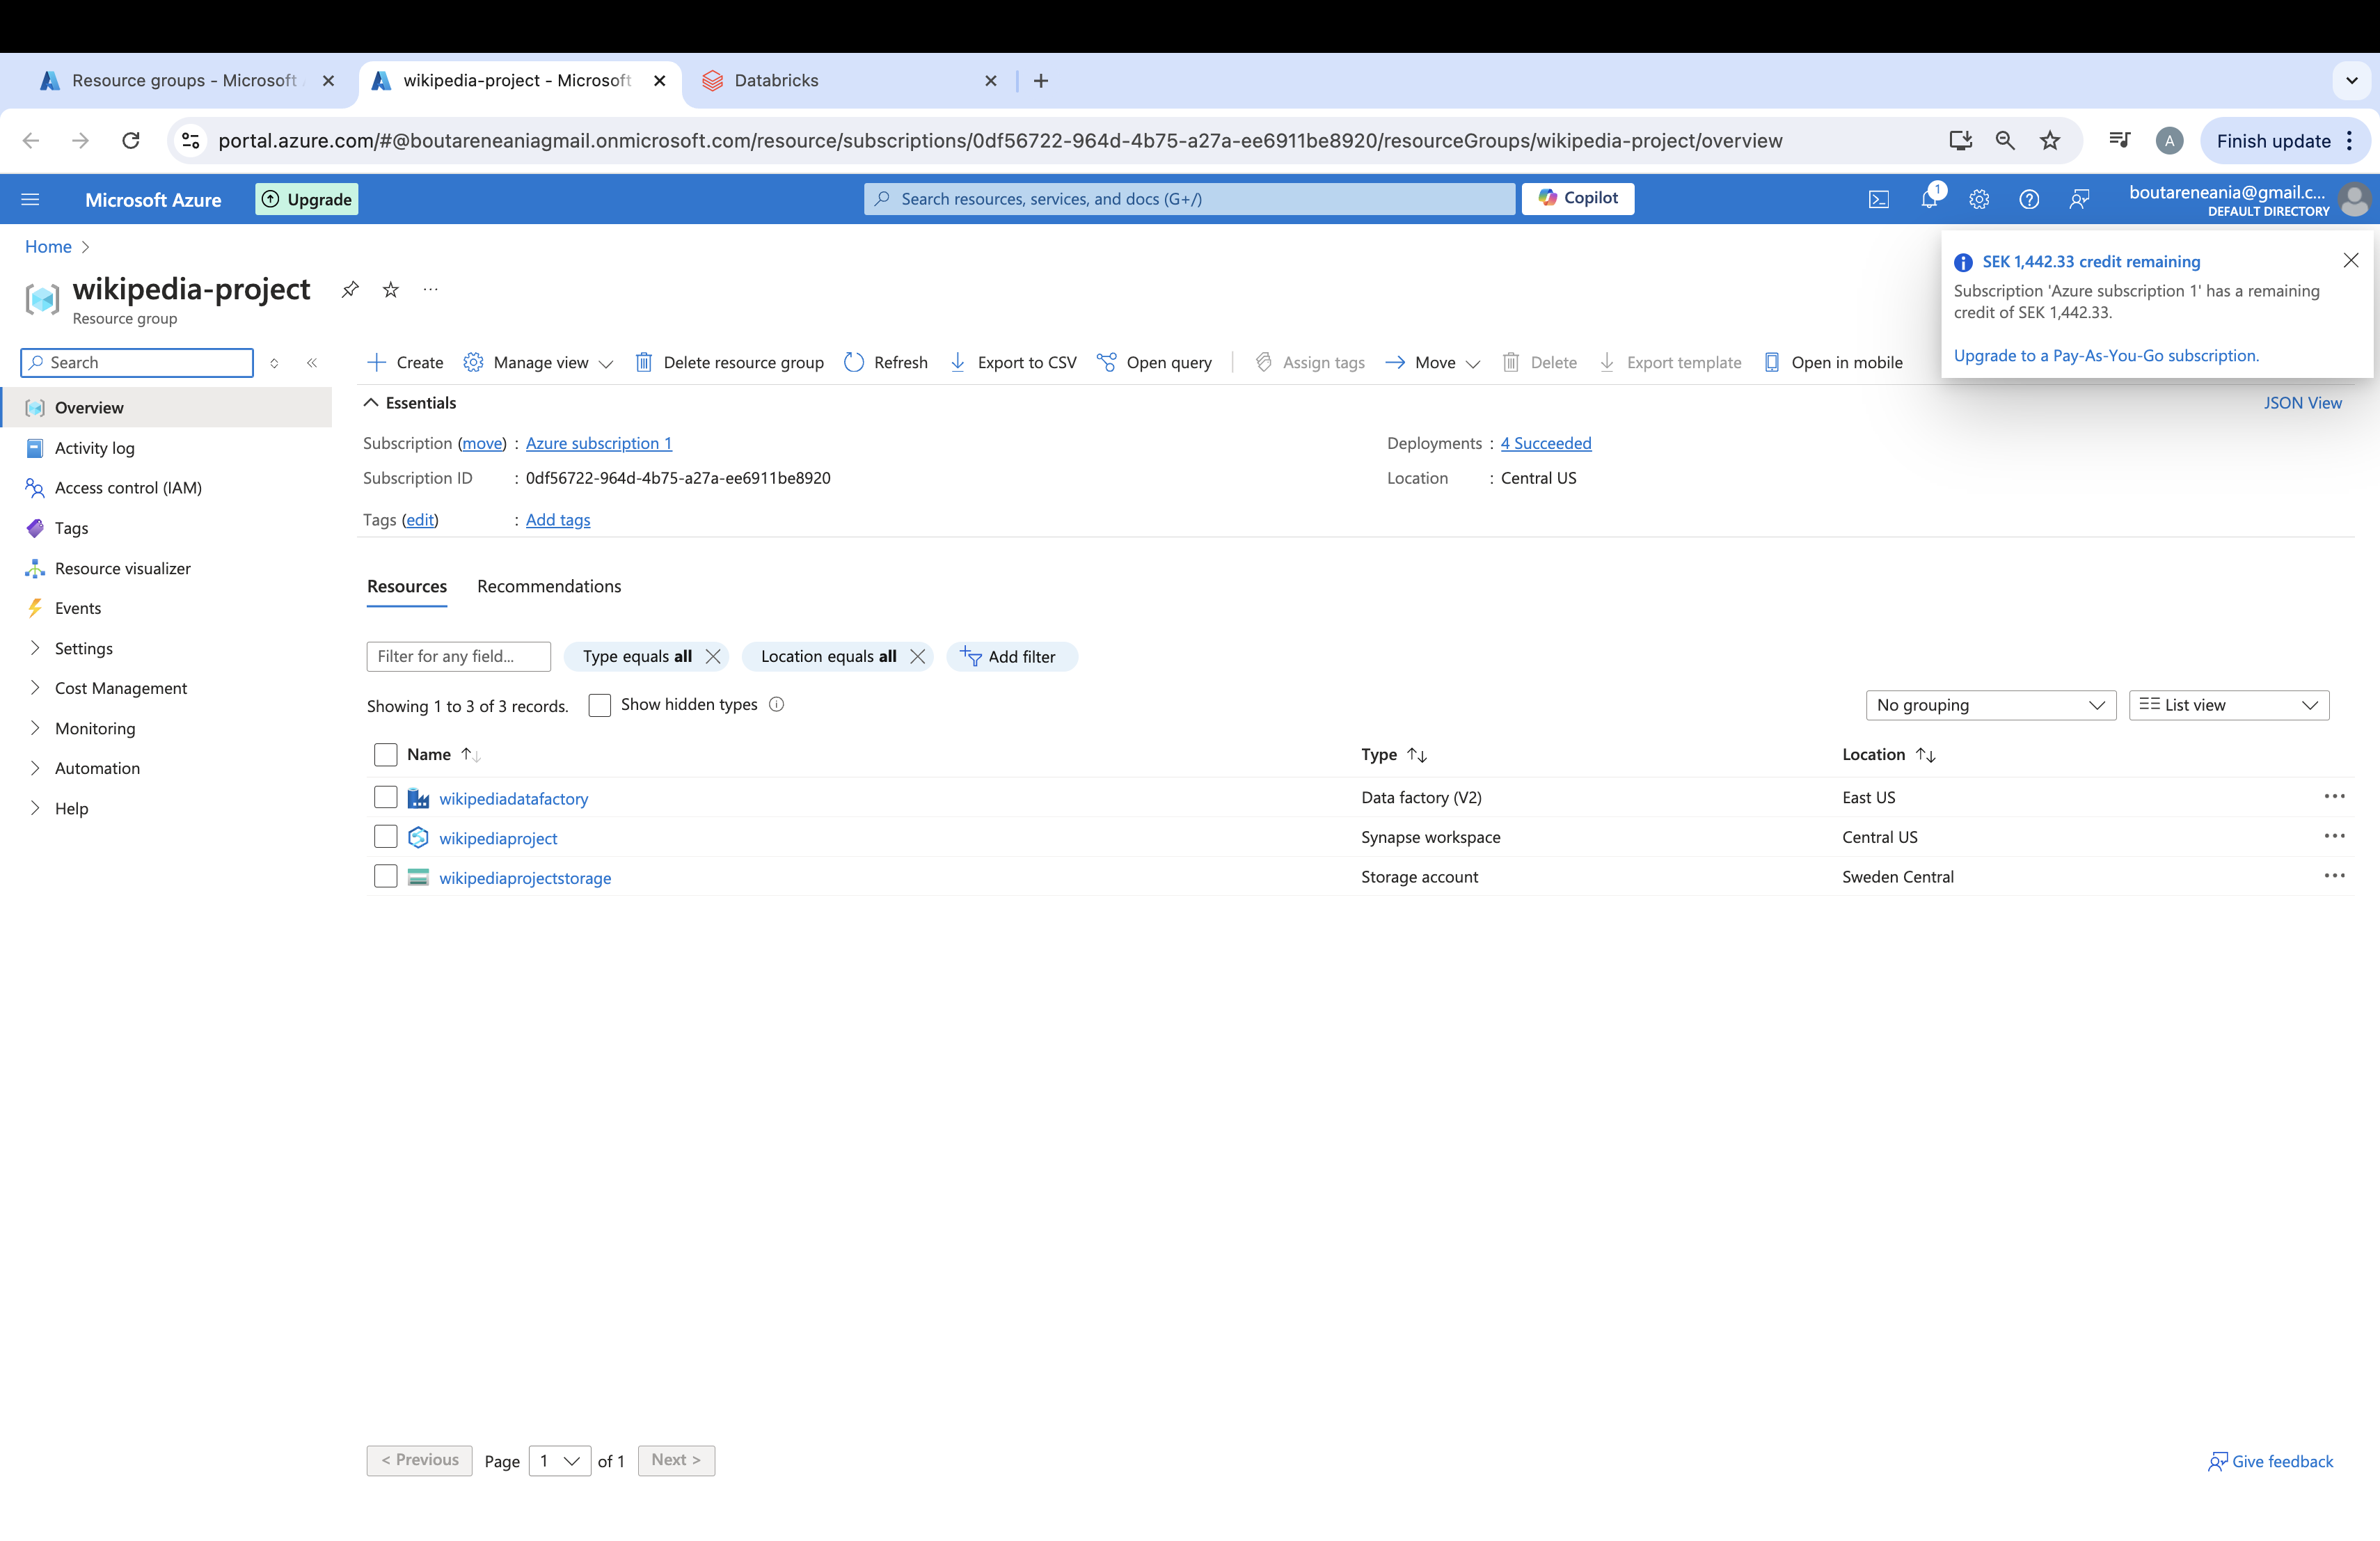 Resource groups - Microsoft
wikipedia-project - Microsoft
Databricks
portal.azure.com/#@boutareneaniagmail.onmicrosoft.com/resource/subscriptions/0df56722-964d-4b75-a27a-ee6911be8920/resourceGroups/wikipedia-project/overview
A
Finish update
Microsoft Azure
Upgrade
Search resources, services, and docs (G+/)
Copilot
1
boutareneania@gmail.c...
DEFAULT DIRECTORY
Home
SEK 1,442.33 credit remaining
Subscription 'Azure subscription 1' has a remaining
credit of SEK 1,442.33.
Upgrade to a Pay-As-You-Go subscription.
wikipedia-project
Resource group
Search
Create
Manage view
Delete resource group
Refresh
Export to CSV
Open query
Assign tags
Move
Delete
Export template
Open in mobile
Overview
Activity log
Access control (IAM)
Tags
Resource visualizer
Events
Settings
Cost Management
Monitoring
Automation
Help
Essentials
JSON View
Subscription (move) : Azure subscription 1
Subscription ID : 0df56722-964d-4b75-a27a-ee6911be8920
Tags (edit) : Add tags
Deployments : 4 Succeeded
Location : Central US
Resources Recommendations
Filter for any field...
Type equals all
Location equals all
Add filter
Showing 1 to 3 of 3 records.
Show hidden types
No grouping
List view
Name Type Location
wikipediadatafactory Data factory (V2) East US
wikipediaproject Synapse workspace Central US
wikipediaprojectstorage Storage account Sweden Central
< Previous Page 1 of 1 Next >
Give feedback